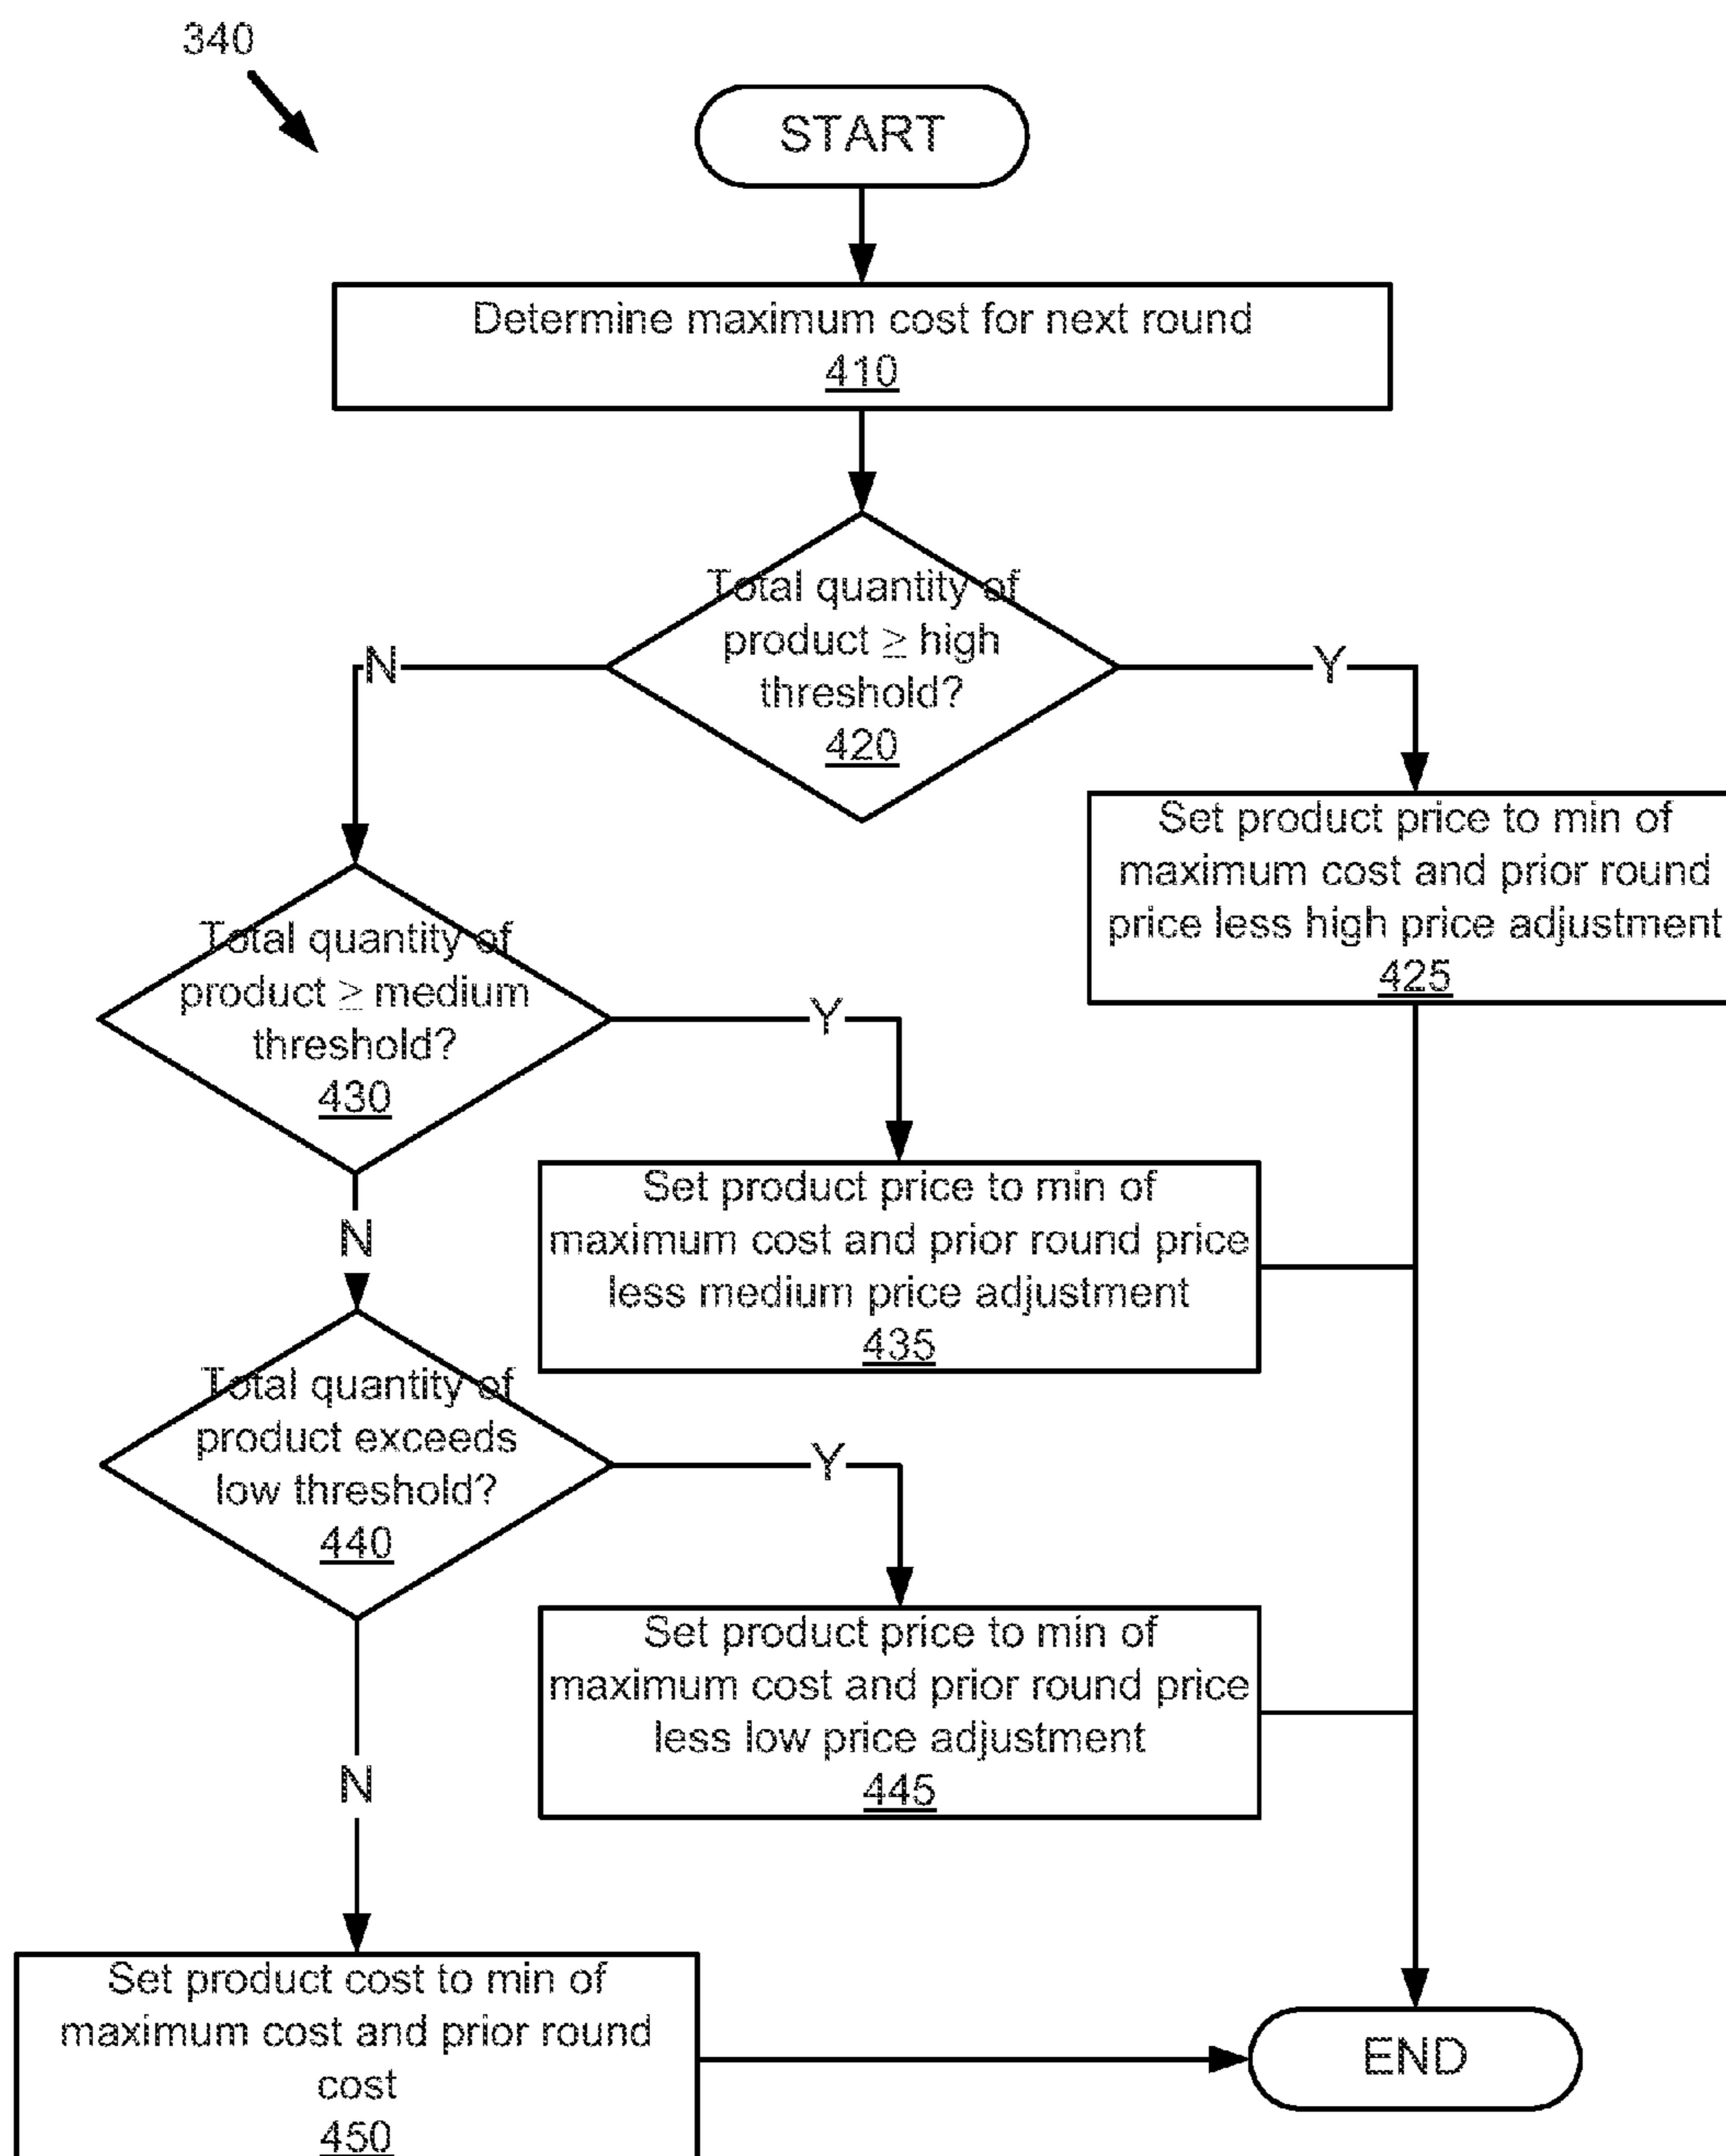 340
START
Determine maximum cost for next round
410
Total quantity of
product ≥ high
threshold?
420
N
Y
Set product price to min of
maximum cost and prior round
price less high price adjustment
425
Total quantity of
product ≥ medium
threshold?
430
Y
N
Set product price to min of
maximum cost and prior round price
less medium price adjustment
435
Total quantity of
product exceeds
low threshold?
440
Y
N
Set product price to min of
maximum cost and prior round price
less low price adjustment
445
Set product cost to min of
maximum cost and prior round
cost
450
END